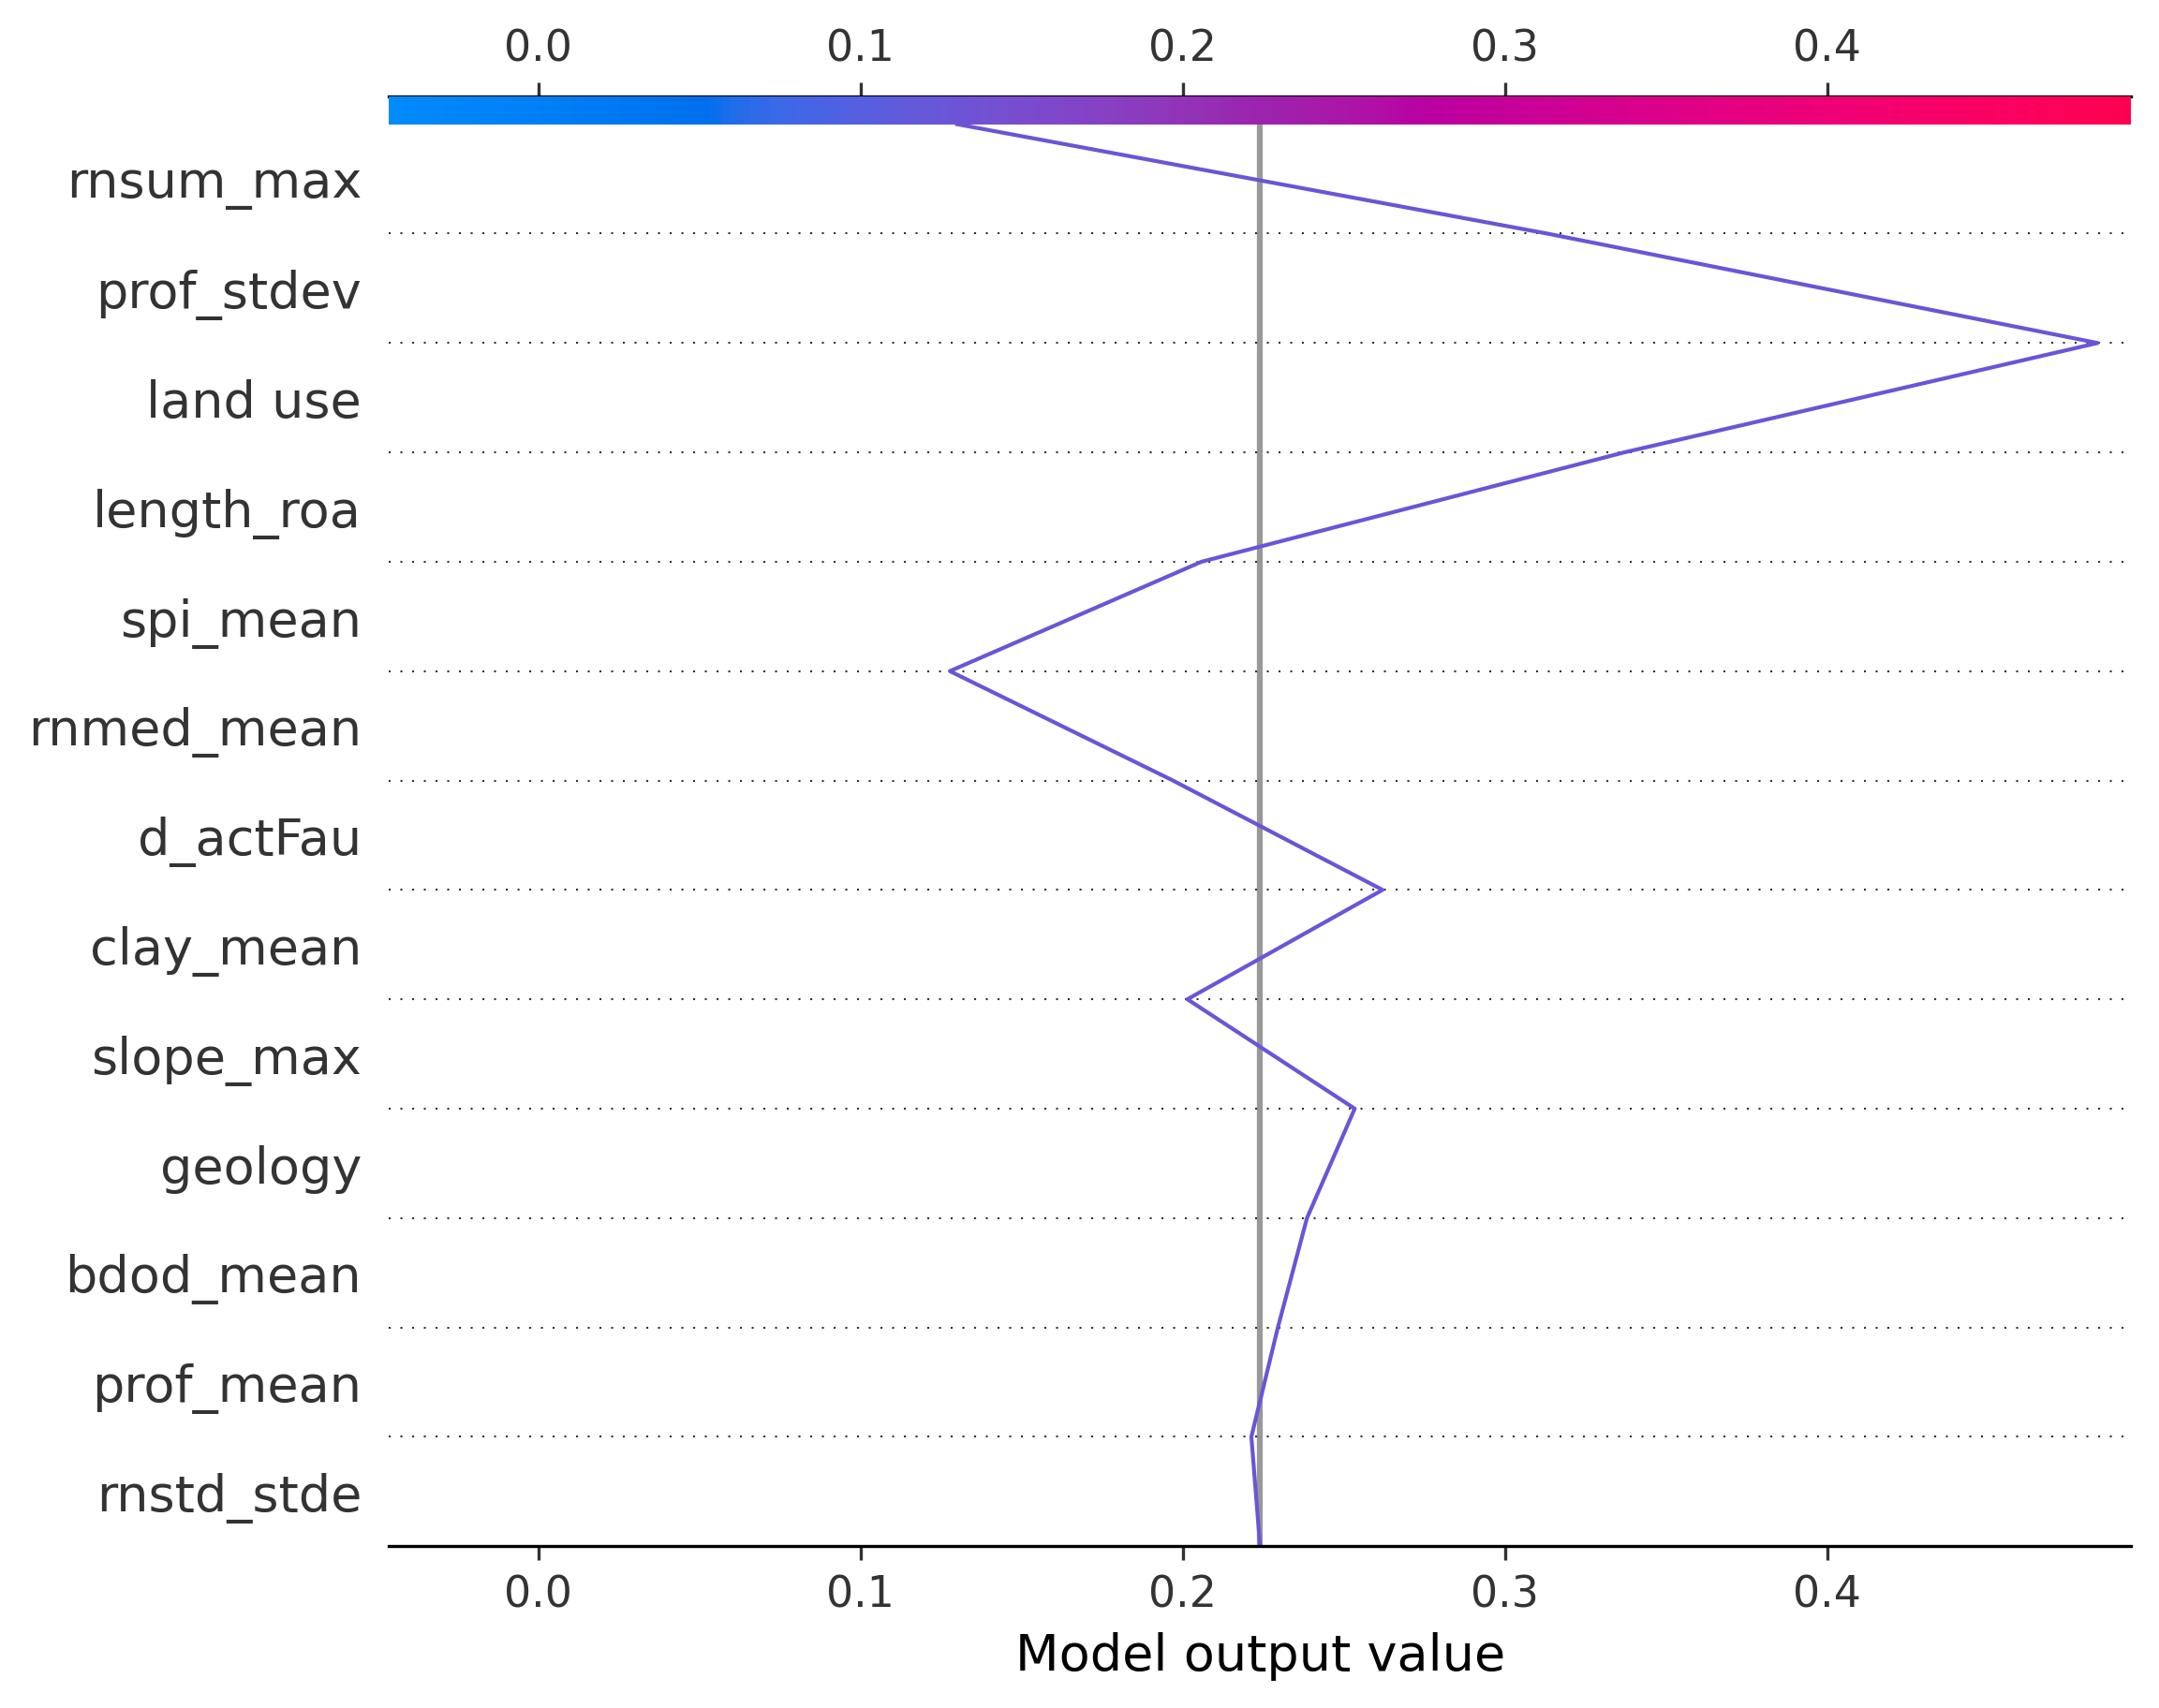 0.0 0.1 0.2 0.3 0.4
rnsum_max
prof_stdev
land use
length_roa
spi_mean
rnmed_mean
d_actFau
clay_mean
slope_max
geology
bdod_mean
prof_mean
rnstd_stde
0.0 0.1 0.2 0.3 0.4
Model output value